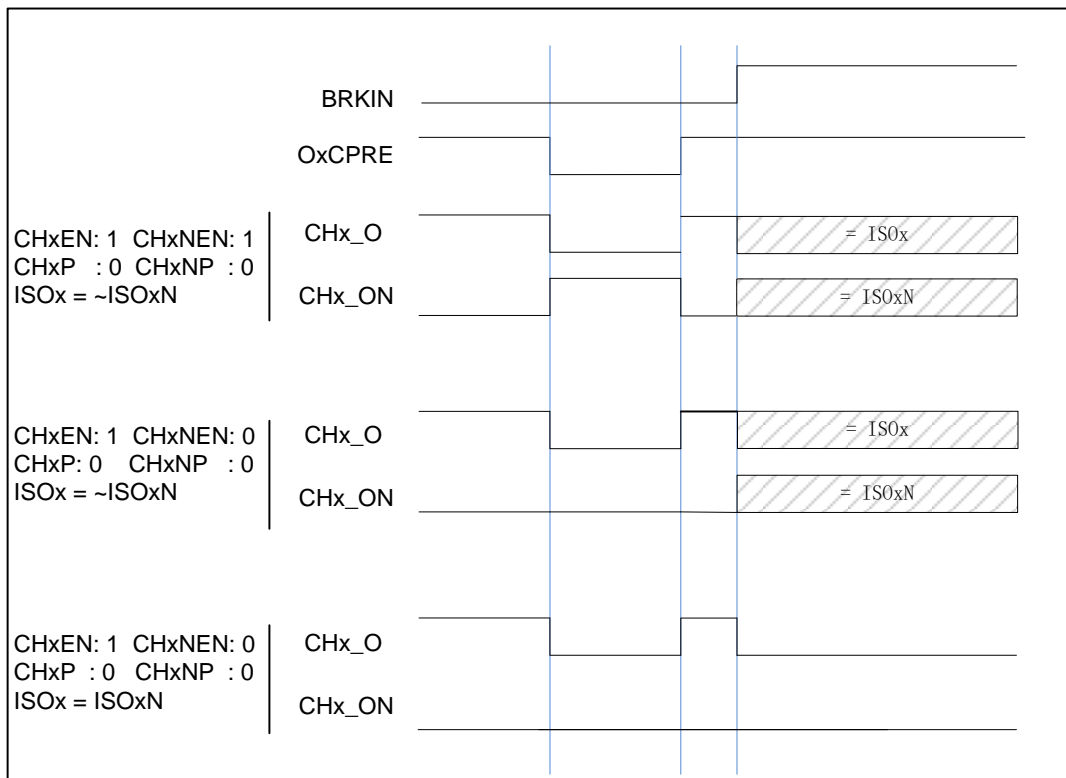 BRKIN
OxCPRE
CHxEN: 1 CHxNEN: 1
CHxP : 0 CHxNP : 0
ISOx = ~ISOxN
CHx_O
= ISOx
CHx_ON
= ISOxN
CHxEN: 1 CHxNEN: 0
CHxP: 0 CHxNP : 0
ISOx = ~ISOxN
CHx_O
= ISOx
CHx_ON
= ISOxN
CHxEN: 1 CHxNEN: 0
CHxP : 0 CHxNP : 0
ISOx = ISOxN
CHx_O
CHx_ON